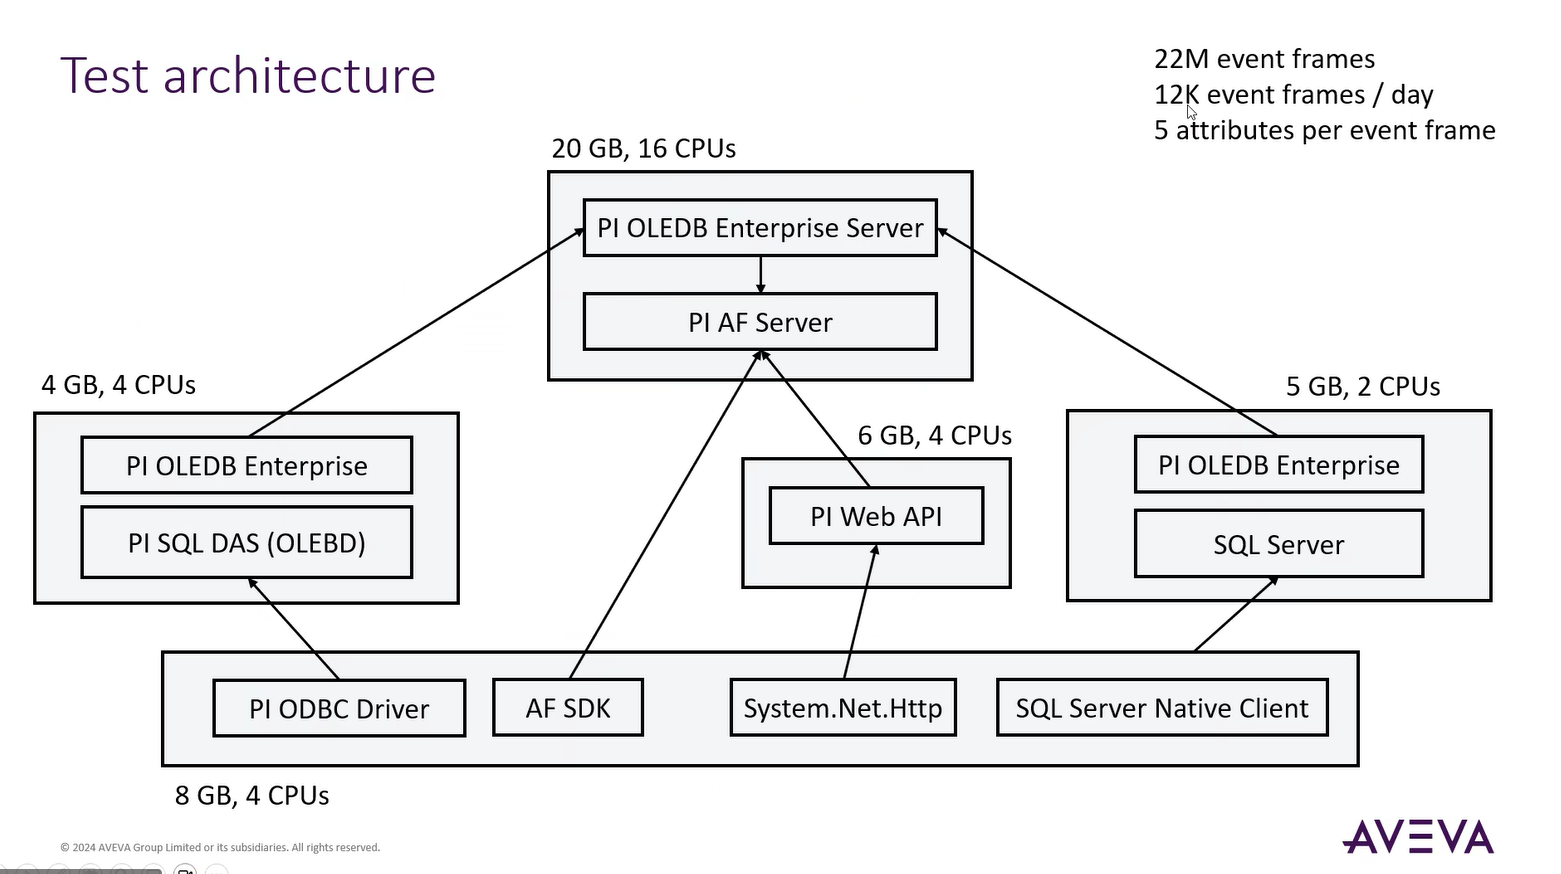 Test architecture
22M event frames
12K event frames / day
5 attributes per event frame
20 GB, 16 CPUs
PI OLEDB Enterprise Server
PI AF Server
4 GB, 4 CPUs
PI OLEDB Enterprise
PI SQL DAS (OLEBD)
6 GB, 4 CPUs
PI Web API
5 GB, 2 CPUs
PI OLEDB Enterprise
SQL Server
PI ODBC Driver
AF SDK
System.Net.Http
SQL Server Native Client
8 GB, 4 CPUs
© 2024 AVEVA Group Limited or its subsidiaries. All rights reserved.
AVEVA